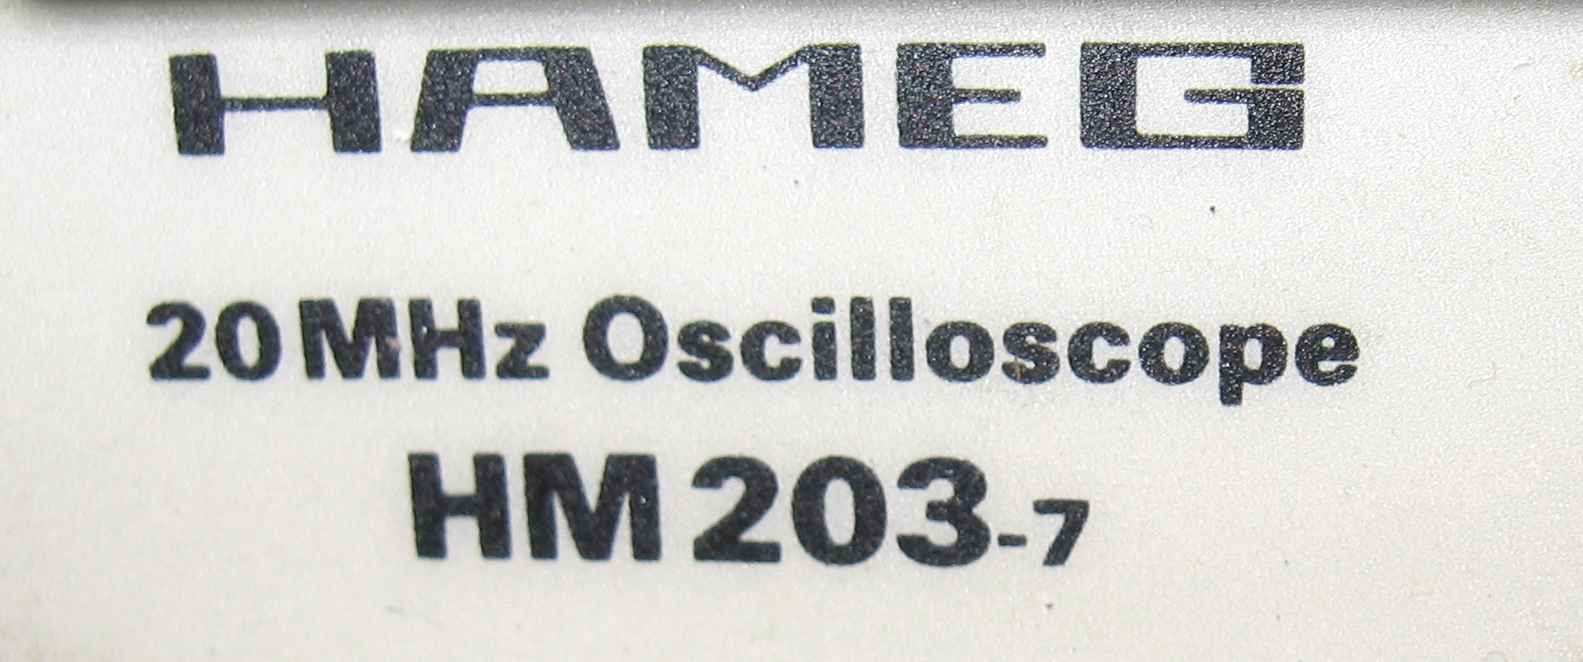 HAMEG
20 MHz Oscilloscope
HM 203-7